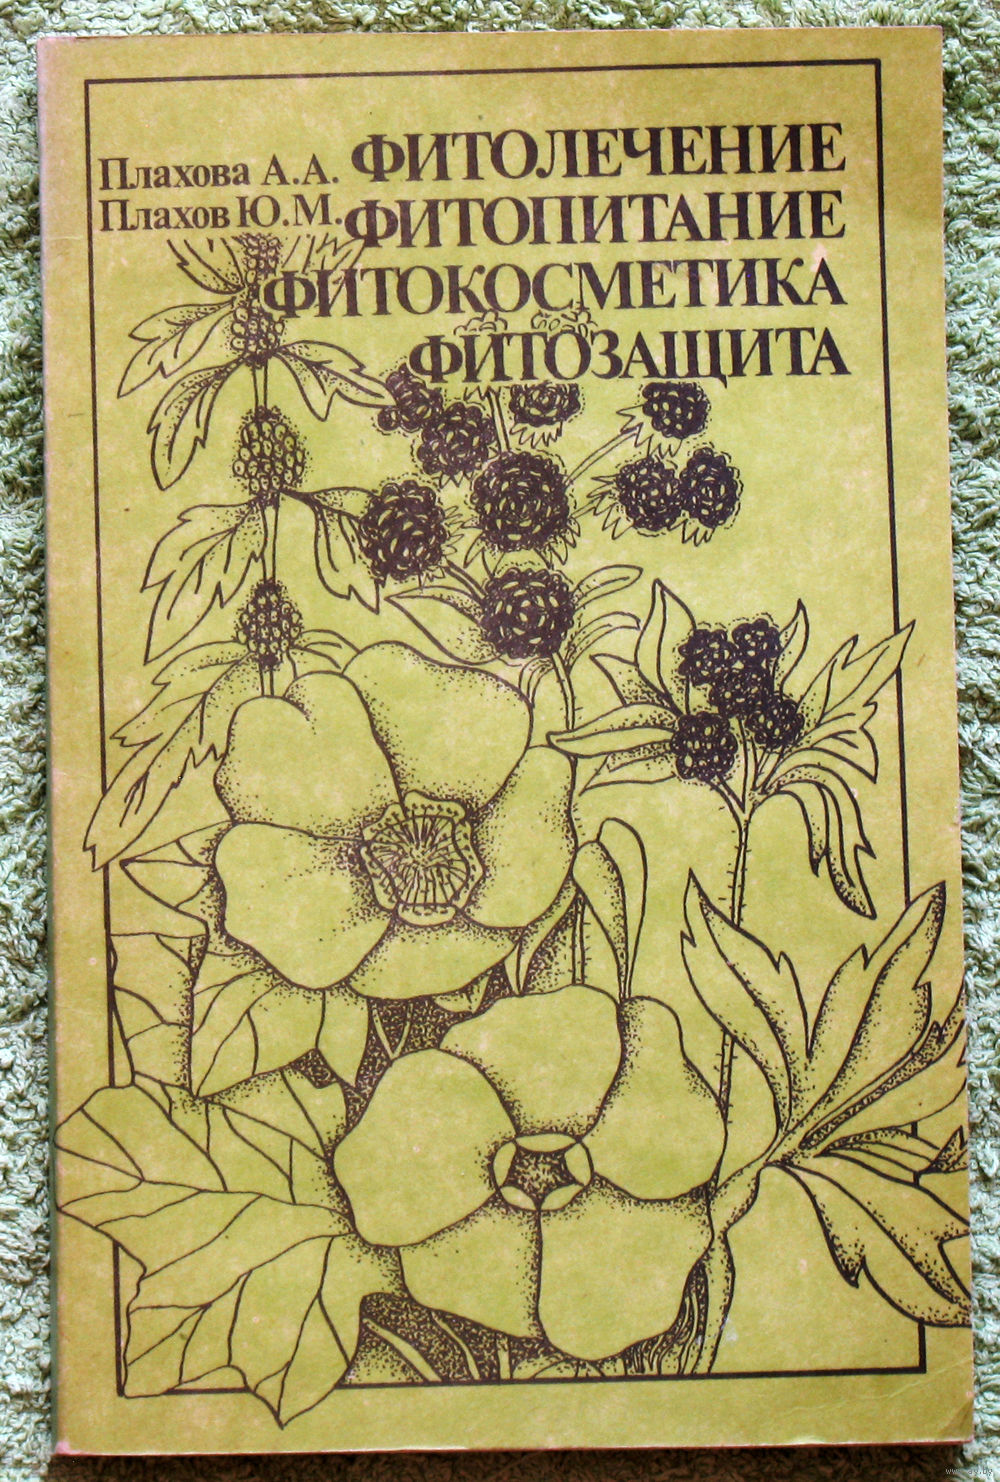 Плахова А.А. ФИТОЛЕЧЕНИЕ
Плахов Ю.М. ФИТОПИТАНИЕ
ФИТОКОСМЕТИКА
ФИТОЗАЩИТА